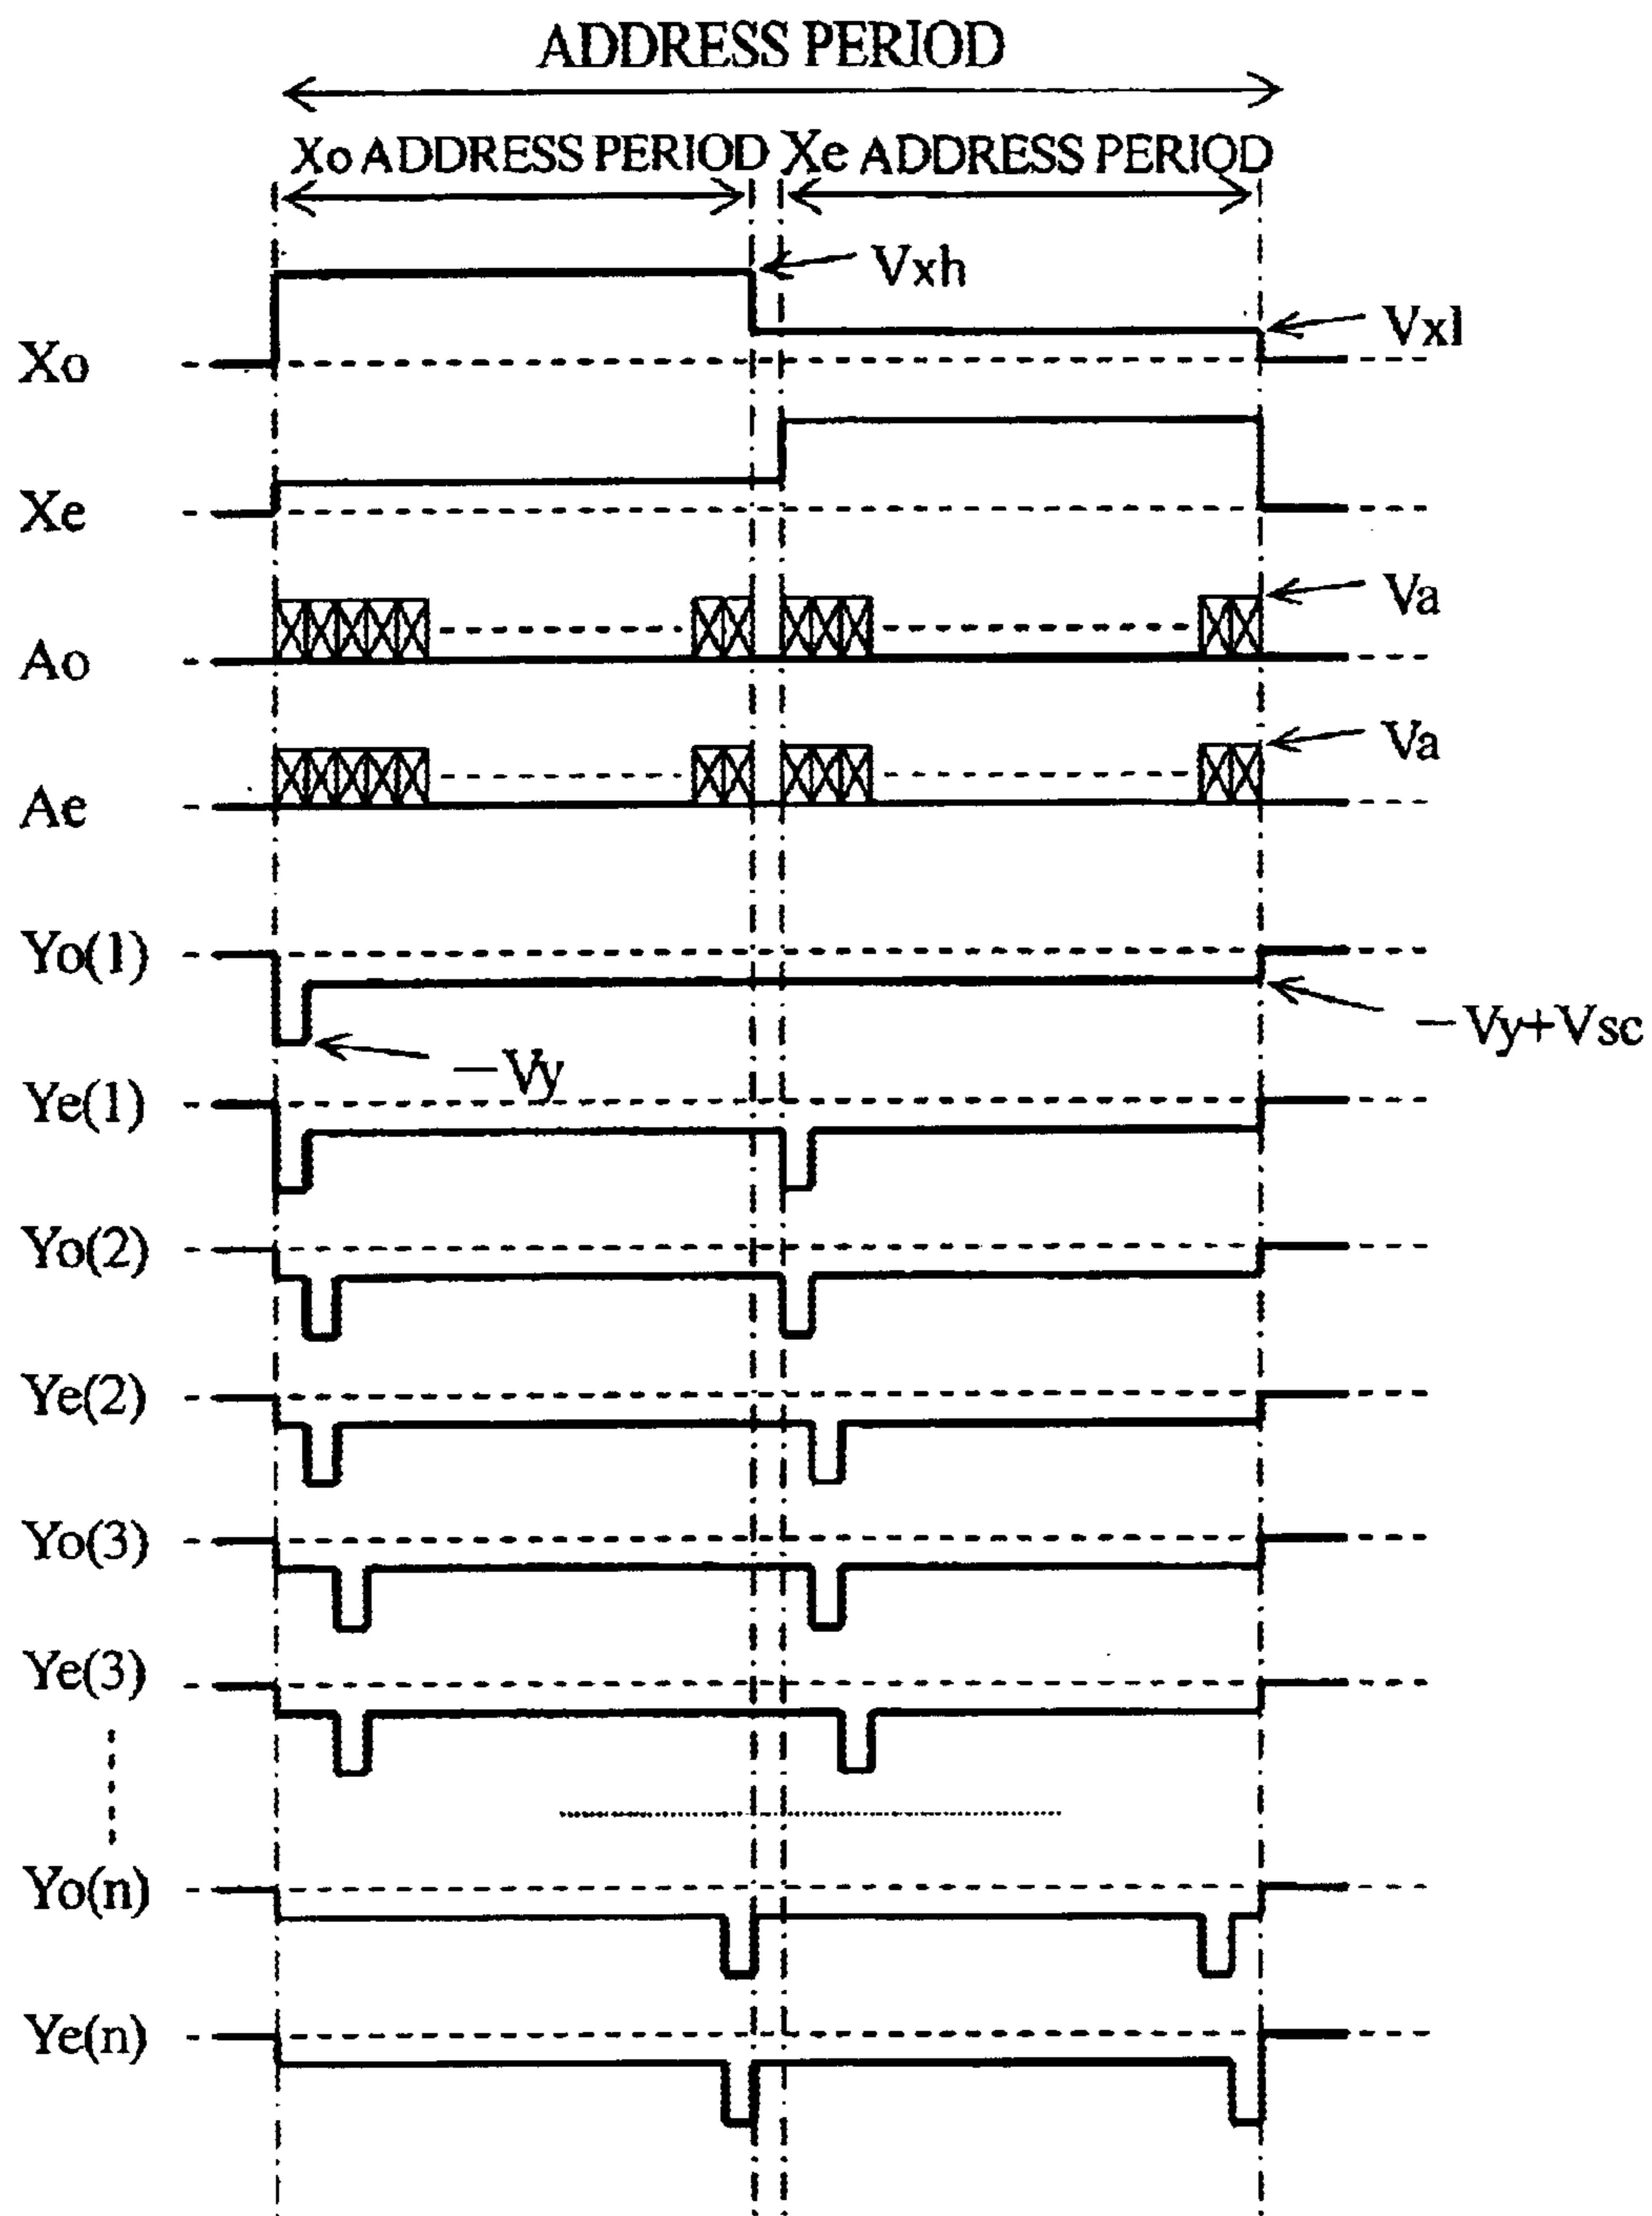 ADDRESS PERIOD
Xo ADDRESS PERIOD Xe ADDRESS PERIOD
Vxh
Vxl
Xo
Xe
Va
Ao
Va
Ae
Yo(1)
−Vy+Vsc
−Vy
Ye(1)
Yo(2)
Ye(2)
Yo(3)
Ye(3)
Yo(n)
Ye(n)